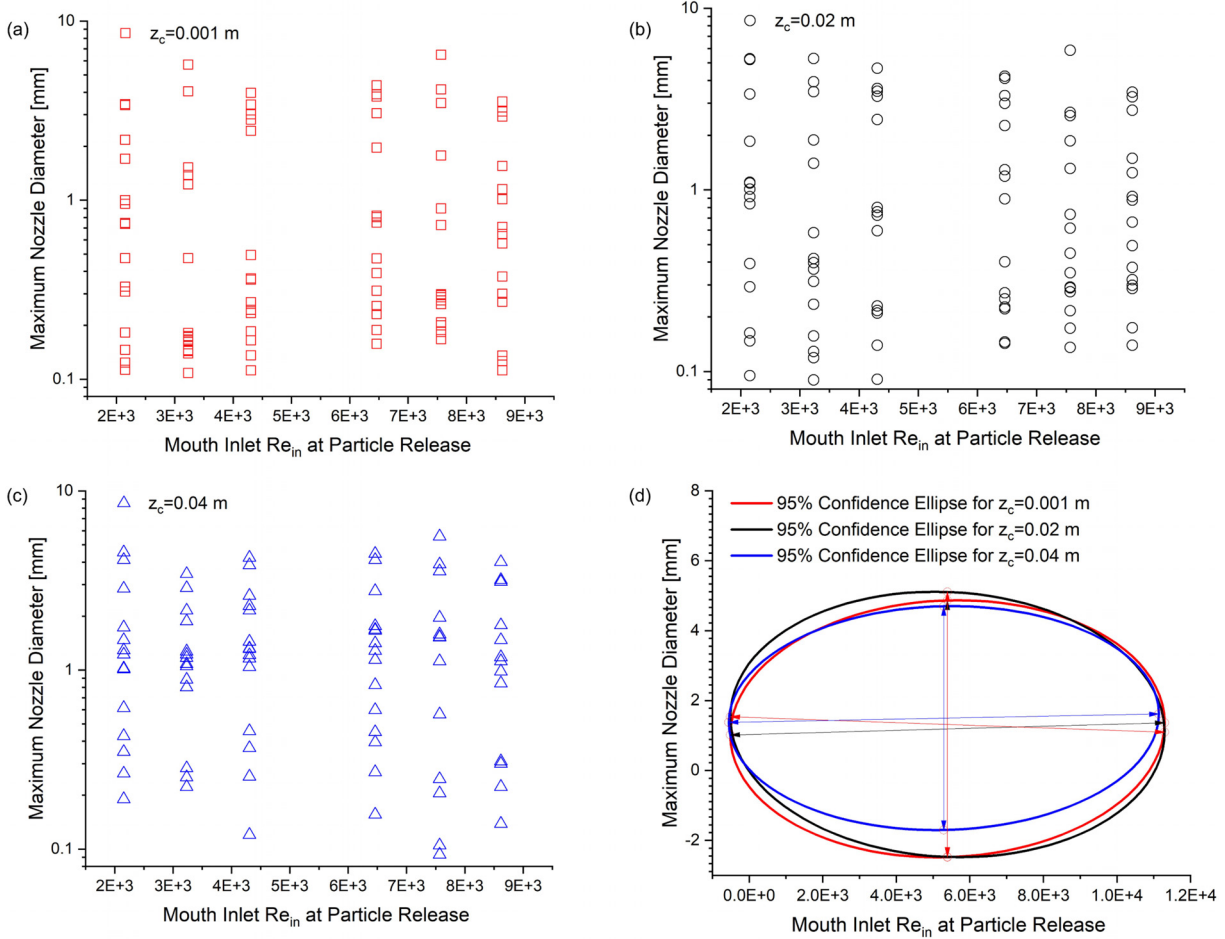 (a)
z_c=0.001 m
Maximum Nozzle Diameter [mm]
10
1
0.1
2E+3 3E+3 4E+3 5E+3 6E+3 7E+3 8E+3 9E+3
Mouth Inlet Re_in at Particle Release
(b)
z_c=0.02 m
Maximum Nozzle Diameter [mm]
10
1
0.1
2E+3 3E+3 4E+3 5E+3 6E+3 7E+3 8E+3 9E+3
Mouth Inlet Re_in at Particle Release
(c)
z_c=0.04 m
Maximum Nozzle Diameter [mm]
10
1
0.1
2E+3 3E+3 4E+3 5E+3 6E+3 7E+3 8E+3 9E+3
Mouth Inlet Re_in at Particle Release
(d)
95% Confidence Ellipse for z_c=0.001 m
95% Confidence Ellipse for z_c=0.02 m
95% Confidence Ellipse for z_c=0.04 m
Maximum Nozzle Diameter [mm]
8
6
4
2
0
-2
0.0E+0 2.0E+3 4.0E+3 6.0E+3 8.0E+3 1.0E+4 1.2E+4
Mouth Inlet Re_in at Particle Release